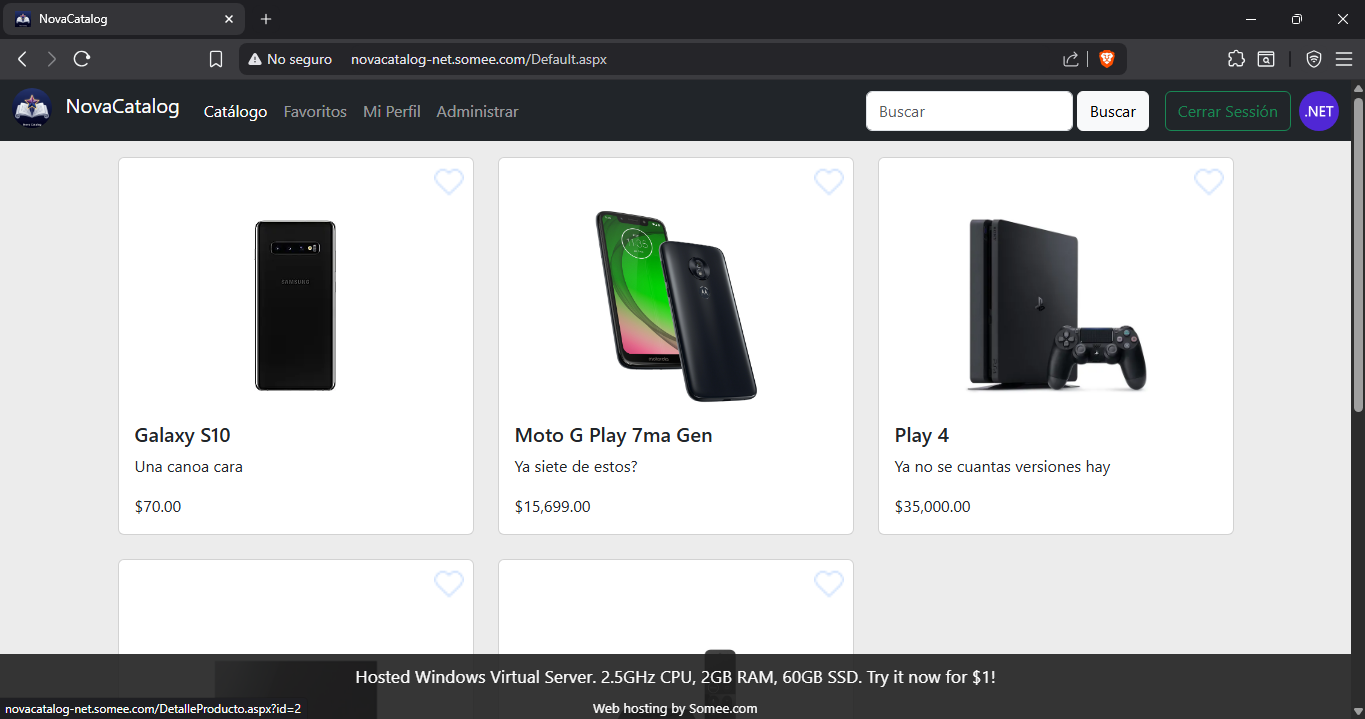 NovaCatalog
No seguro novacatalog-net.somee.com/Default.aspx
NovaCatalog Catálogo Favoritos Mi Perfil Administrar Buscar Buscar Cerrar Sessión .NET
SAMSUNG
motorola
Galaxy S10
Una canoa cara
$70.00
Moto G Play 7ma Gen
Ya siete de estos?
$15,699.00
Play 4
Ya no se cuantas versiones hay
$35,000.00
Hosted Windows Virtual Server. 2.5GHz CPU, 2GB RAM, 60GB SSD. Try it now for $1!
novacatalog-net.somee.com/DetalleProducto.aspx?id=2
Web hosting by Somee.com